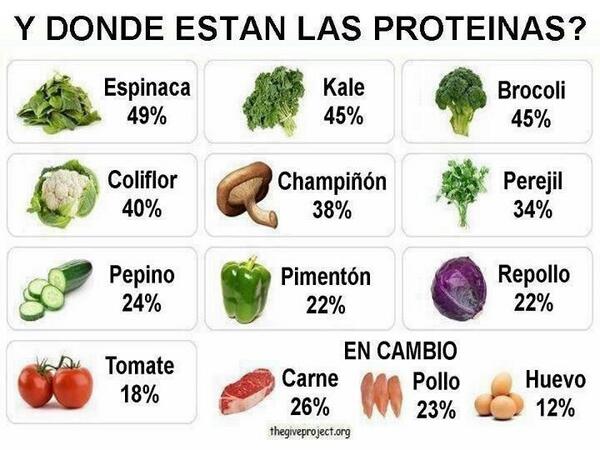 Y DONDE ESTAN LAS PROTEINAS?
Espinaca
49%
Kale
45%
Brocoli
45%
Coliflor
40%
Champiñón
38%
Perejil
34%
Pepino
24%
Pimentón
22%
Repollo
22%
Tomate
18%
EN CAMBIO
Carne
26%
Pollo
23%
Huevo
12%
thegiveproject.org